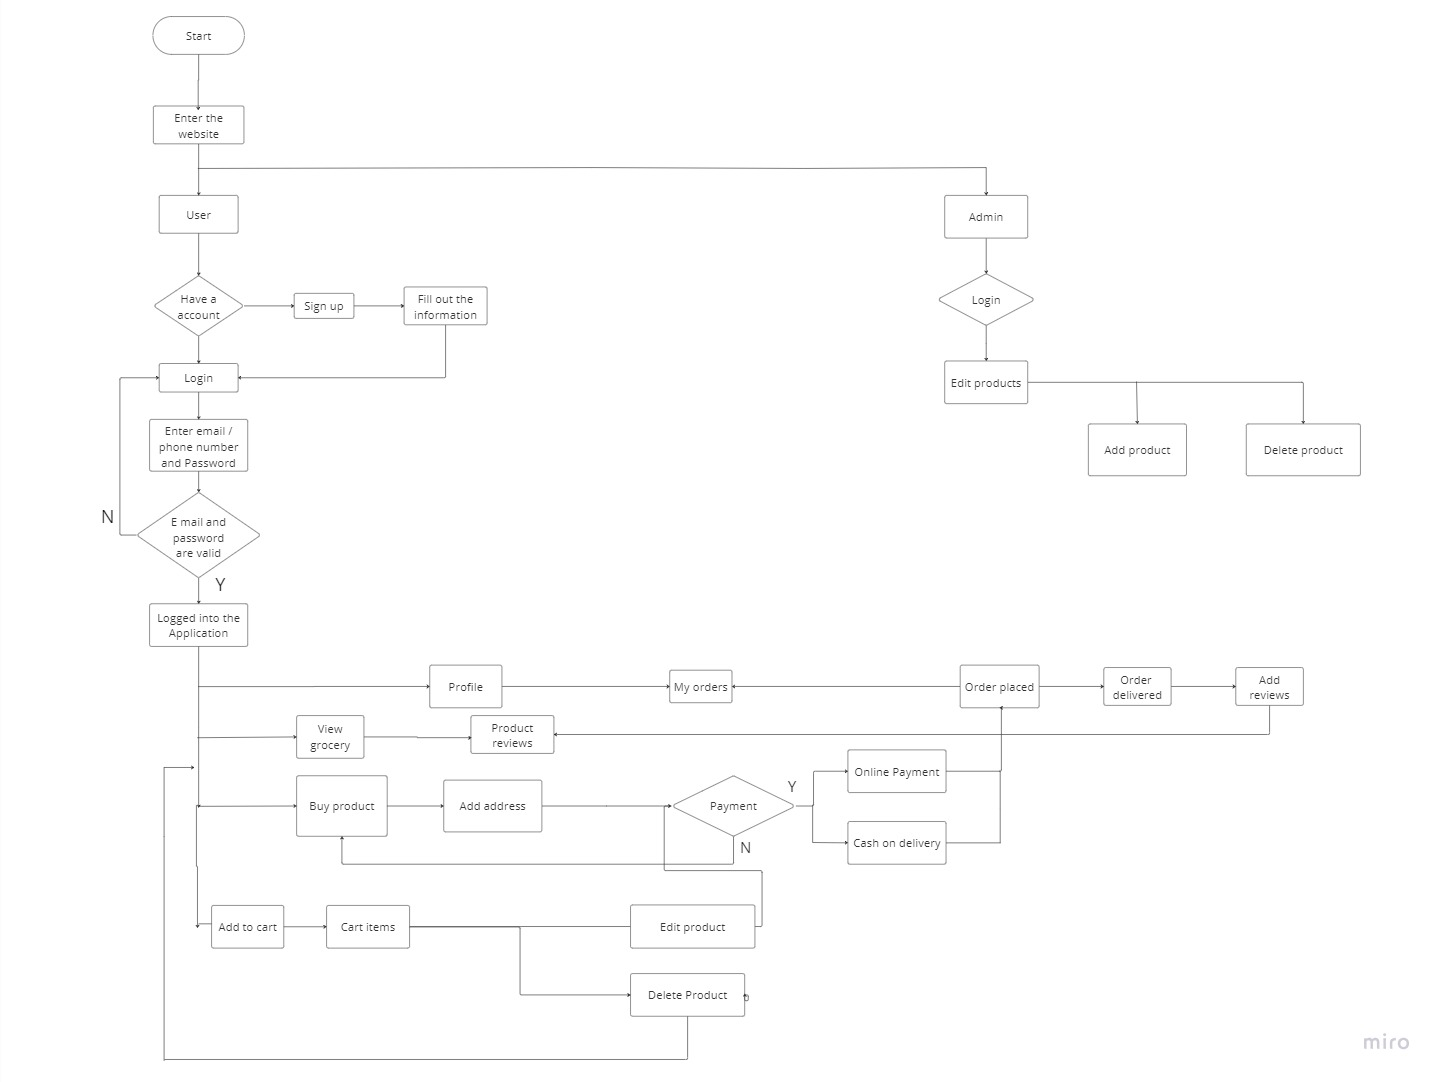 Start
Enter the
website
User
Admin
Have a
account
Sign up
Fill out the
information
Login
Login
Edit products
Add product
Delete product
Enter email /
phone number
and Password
N
E mail and
password
are valid
Y
Logged into the
Application
Profile
My orders
Order placed
Order
delivered
Add
reviews
View
grocery
Product
reviews
Buy product
Add address
Payment
Y
N
Online Payment
Cash on delivery
Add to cart
Cart items
Edit product
Delete Product
miro